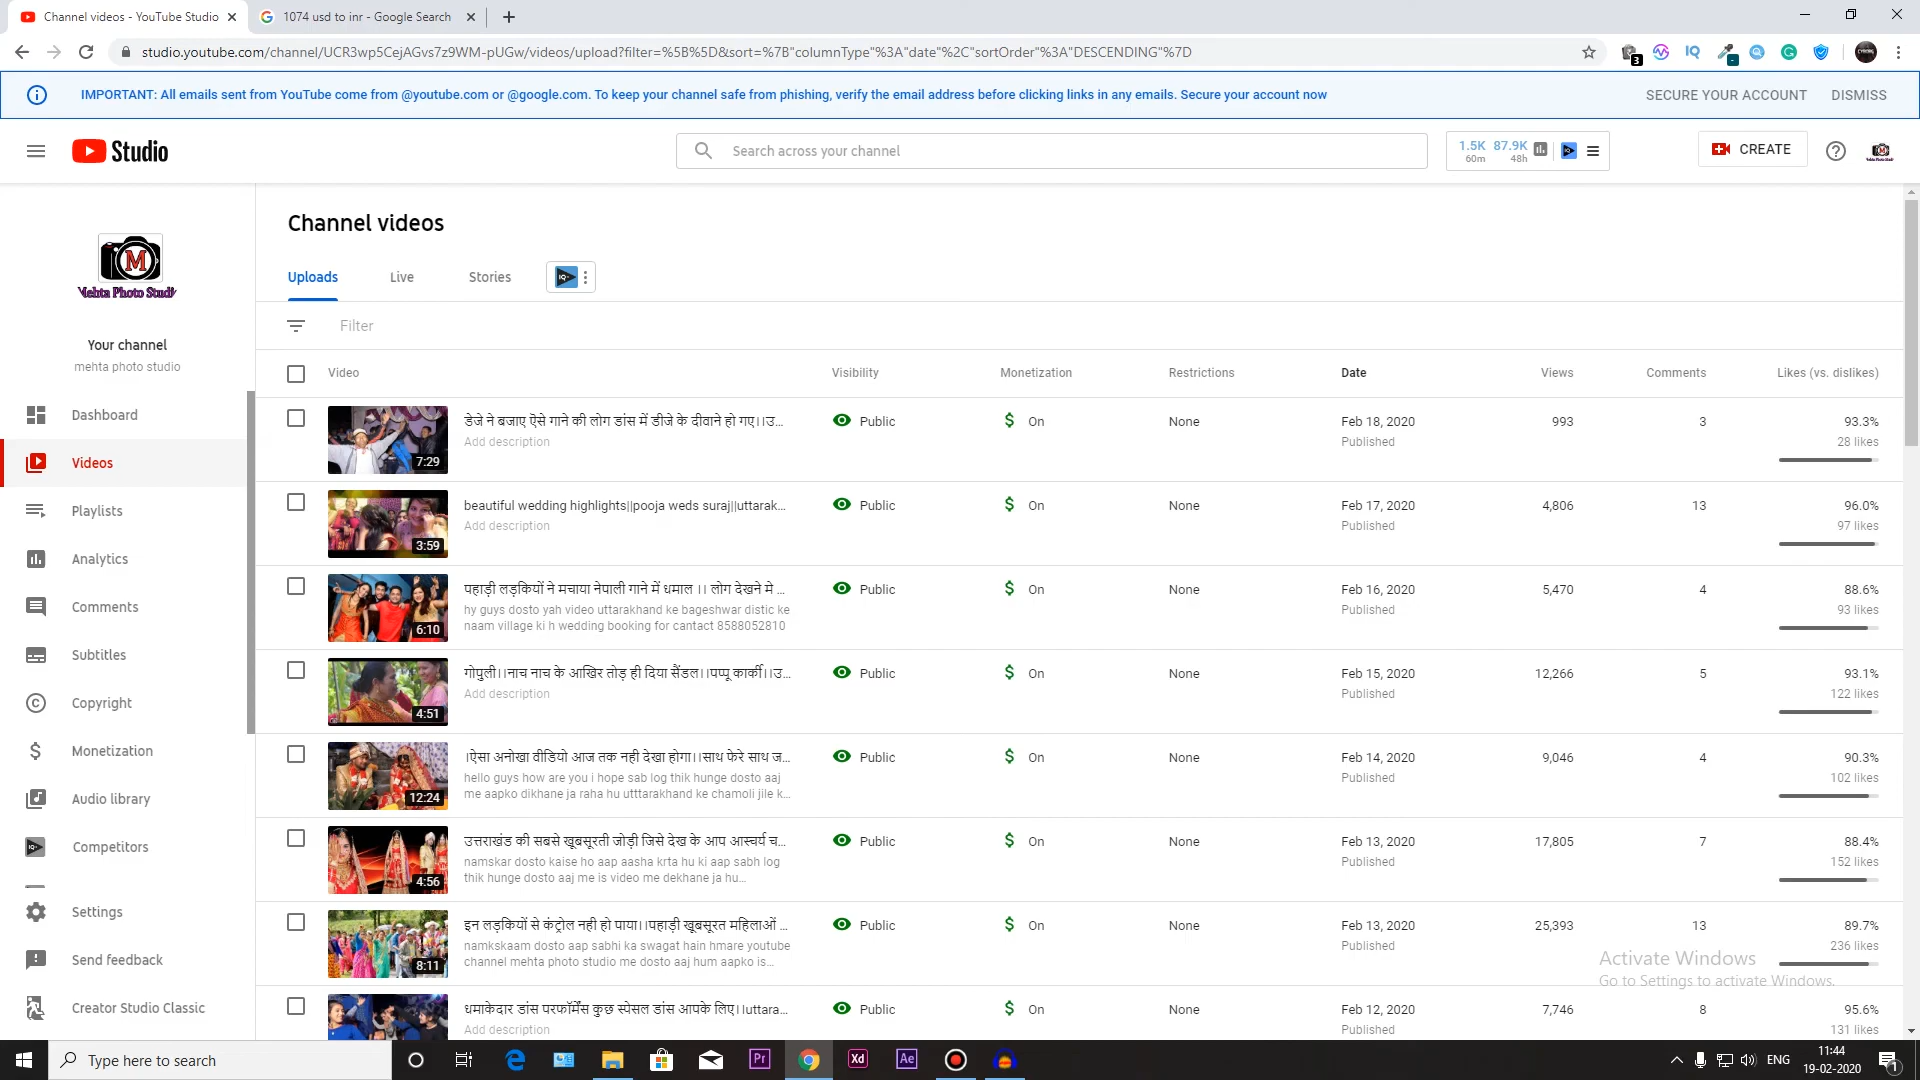 Channel videos - YouTube Studio
1074 usd to inr - Google Search
studio.youtube.com/channel/UCR3wp5CejAGvs7z9WM-pUGw/videos/upload?filter=%5B%5D&sort=%7B"columnType"%3A"date"%2C"sortOrder"%3A"DESCENDING"%7D
3
IQ
IMPORTANT: All emails sent from YouTube come from @youtube.com or @google.com. To keep your channel safe from phishing, verify the email address before clicking links in any emails. Secure your account now
SECURE YOUR ACCOUNT
DISMISS
Studio
Search across your channel
1.5K 87.9K
60m 48h
CREATE
M
Mehta Photo Studio
Your channel
mehta photo studio
Dashboard
Videos
Playlists
Analytics
Comments
Subtitles
Copyright
Monetization
Audio library
Competitors
Settings
Send feedback
Creator Studio Classic
Channel videos
Uploads Live Stories
Filter
Video Visibility Monetization Restrictions Date Views Comments Likes (vs. dislikes)
डेजे ने बजाए ऐसे गाने की लोग डांस में डीजे के दीवाने हो गए।।उ... Public On None Feb 18, 2020 993 3 93.3%
7:29 Add description Published 28 likes
beautiful wedding highlights||pooja weds suraj||uttarak... Public On None Feb 17, 2020 4,806 13 96.0%
3:59 Add description Published 97 likes
पहाड़ी लड़कियों ने मचाया नेपाली गाने में धमाल ।। लोग देखने मे ... Public On None Feb 16, 2020 5,470 4 88.6%
hy guys dosto yah video uttarakhand ke bageshwar distic ke Published 93 likes
6:10 naam village ki h wedding booking for cantact 8588052810
गोपुली।।नाच नाच के आखिर तोड़ ही दिया सैंडल।।पप्पू कार्की।।उ... Public On None Feb 15, 2020 12,266 5 93.1%
4:51 Add description Published 122 likes
।ऐसा अनोखा वीडियो आज तक नही देखा होगा।।साथ फेरे साथ ज... Public On None Feb 14, 2020 9,046 4 90.3%
hello guys how are you i hope sab log thik hunge dosto aaj Published 102 likes
12:24 me aapko dikhane ja raha hu utttarakhand ke chamoli jile k...
उत्तराखंड की सबसे खूबसूरती जोड़ी जिसे देख के आप आस्चर्य च... Public On None Feb 13, 2020 17,805 7 88.4%
namskar dosto kaise ho aap aasha krta hu ki aap sabh log Published 152 likes
4:56 thik hunge dosto aaj me is video me dekhane ja hu...
इन लड़कियों से कंट्रोल नही हो पाया।।पहाड़ी खूबसूरत महिलाओं ... Public On None Feb 13, 2020 25,393 13 89.7%
namkskaam dosto aap sabhi ka swagat hain hmare youtube Published 236 likes
8:11 channel mehta photo studio me dosto aaj hum aapko is...
धमाकेदार डांस परफॉर्मेंस कुछ स्पेसल डांस आपके लिए।।uttara... Public On None Feb 12, 2020 7,746 8 95.6%
Add description Published 131 likes
Activate Windows
Go to Settings to activate Windows.
Type here to search
Pr
Xd
Ae
ENG
11:44
19-02-2020
1